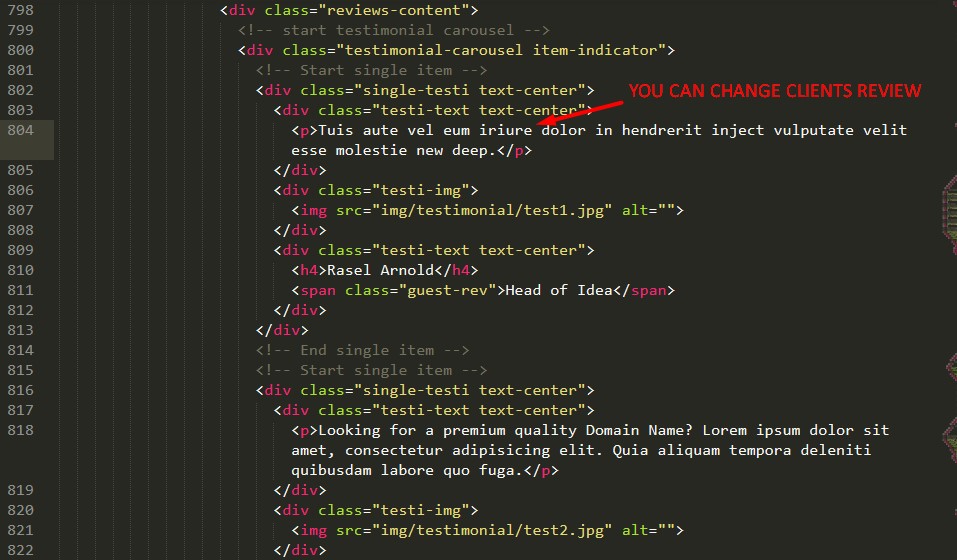 798 <div class="reviews-content">
799 <!-- start testimonial carousel -->
800 <div class="testimonial-carousel item-indicator">
801 <!-- Start single item -->
802 <div class="single-testi text-center">
YOU CAN CHANGE CLIENTS REVIEW
803 <div class="testi-text text-center">
804 <p>Tuis aute vel eum iriure dolor in hendrerit inject vulputate velit
esse molestie new deep.</p>
805 </div>
806 <div class="testi-img">
807 <img src="img/testimonial/test1.jpg" alt="">
808 </div>
809 <div class="testi-text text-center">
810 <h4>Rasel Arnold</h4>
811 <span class="guest-rev">Head of Idea</span>
812 </div>
813 </div>
814 <!-- End single item -->
815 <!-- Start single item -->
816 <div class="single-testi text-center">
817 <div class="testi-text text-center">
818 <p>Looking for a premium quality Domain Name? Lorem ipsum dolor sit
amet, consectetur adipisicing elit. Quia aliquam tempora deleniti
quibusdam labore quo fuga.</p>
819 </div>
820 <div class="testi-img">
821 <img src="img/testimonial/test2.jpg" alt="">
822 </div>